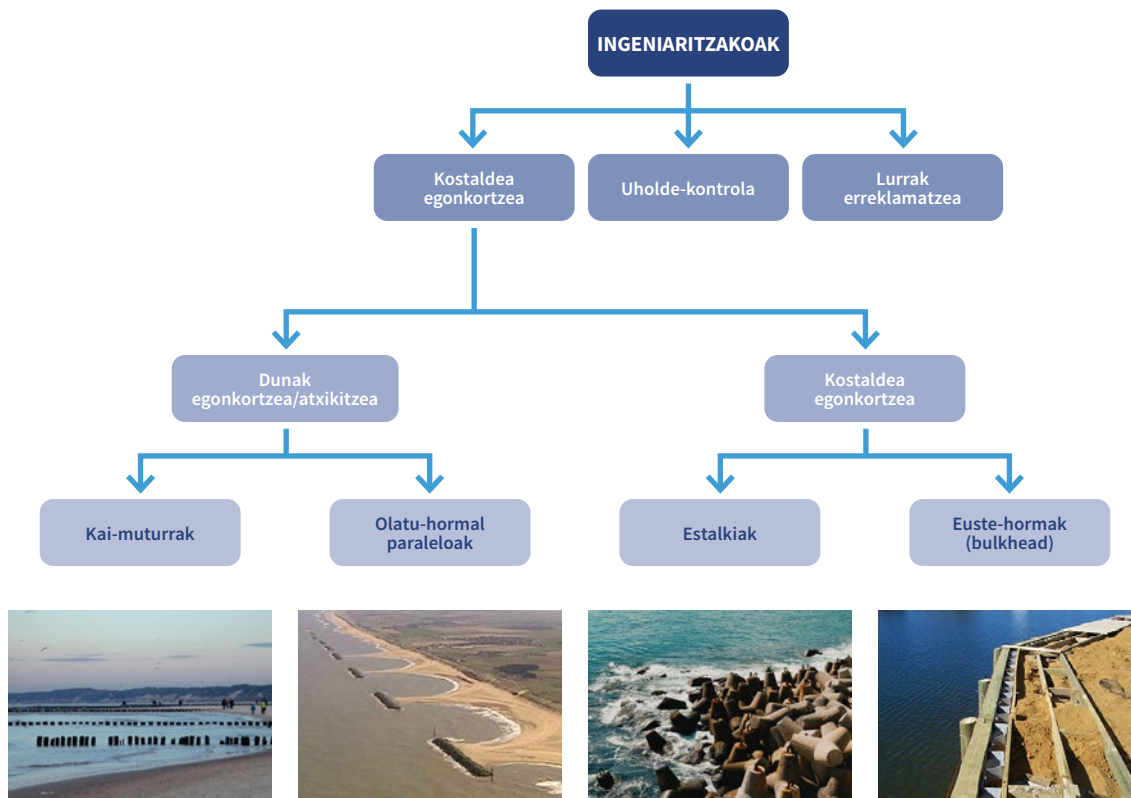 INGENIARITZAKOAK
Kostaldea
egonkortzea
Uholde-kontrola
Lurrak
erreklamatzea
Dunak
egonkortzea/atxikitzea
Kostaldea
egonkortzea
Kai-muturrak
Olatu-hormal
paraleloak
Estalkiak
Euste-hormak
(bulkhead)